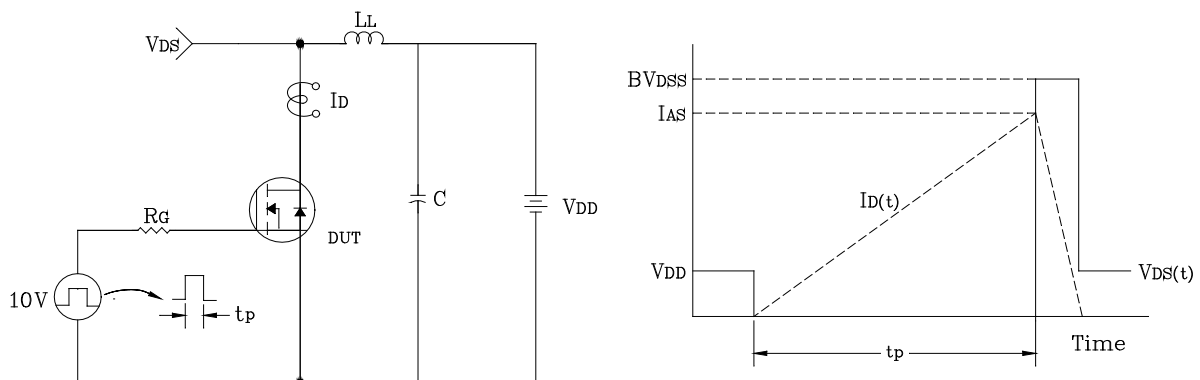 LL
VDS
ID
C
VDD
RG
DUT
10V
tp
BVDSS
IAS
ID(t)
VDD
VDS(t)
Time
tp